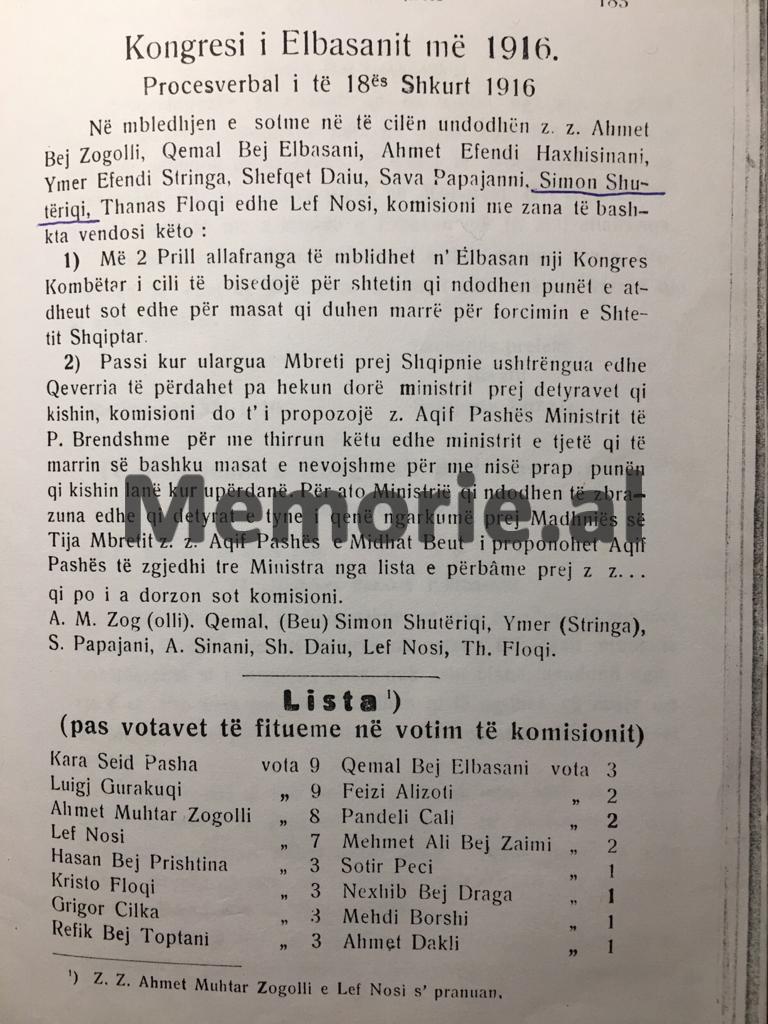 185
Kongresi i Elbasanit më 1916.
Procesverbal i të 18ës Shkurt 1916
Në mbledhjen e sotme në të cilën undodhën z. z. Ahmet
Bej Zogolli, Qemal Bej Elbasani, Ahmet Efendi Haxhisinani,
Ymer Efendi Stringa, Shefqet Daiu, Sava Papajanni, Simon Shu-
tëriqi, Thanas Floqi edhe Lef Nosi, komisioni me zana të bash-
kta vendosi këto :
1) Më 2 Prill allafranga të mblidhet n' Elbasan nji Kongres
Kombëtar i cili të bisedojë për shtetin qi ndodhen punët e at-
dheut sot edhe për masat qi duhen marrë për forcimin e Shte-
tit Shqiptar.
2) Passi kur ulargua Mbreti prej Shqipnie ushtrëngua edhe
Qeverria të përdahet pa hekun dorë ministrit prej detyravet qi
kishin, komisioni do t' i propozojë z. Aqif Pashës Ministrit të
P. Brendshme për me thirrun këtu edhe ministrit e tjetë qi të
marrin së bashku masat e nevojshme për me nisë prap punën
qi kishin lanë kur upërdanë. Për ato Ministrië qi ndodhen të zbra-
zuna edhe qi detyrat e tyne i qenë ngarkumë prej Madhniës së
Tija Mbretit z. z. Aqif Pashës e Midhat Beut i proponohet Aqif
Pashës të zgjedhi tre Ministra nga lista e përbâme prej z z...
qi po i a dorzon sot komisioni.
A. M. Zog (olli). Qemal, (Beu) Simon Shutëriqi, Ymer (Stringa),
S. Papajani, A. Sinani, Sh. Daiu, Lef Nosi, Th. Floqi.
Lista ¹)
(pas votavet të fitueme në votim të komisionit)
Kara Seid Pasha vota 9 Qemal Bej Elbasani vota 3
Luigj Gurakuqi „ 9 Feizi Alizoti „ 2
Ahmet Muhtar Zogolli „ 8 Pandeli Cali „ 2
Lef Nosi „ 7 Mehmet Ali Bej Zaimi „ 2
Hasan Bej Prishtina „ 3 Sotir Peci „ 1
Kristo Floqi „ 3 Nexhib Bej Draga „ 1
Grigor Cilka „ 3 Mehdi Borshi „ 1
Refik Bej Toptani „ 3 Ahmet Dakli „ 1
¹) Z. Z. Ahmet Muhtar Zogolli e Lef Nosi s' pranuan.
Memorie.al